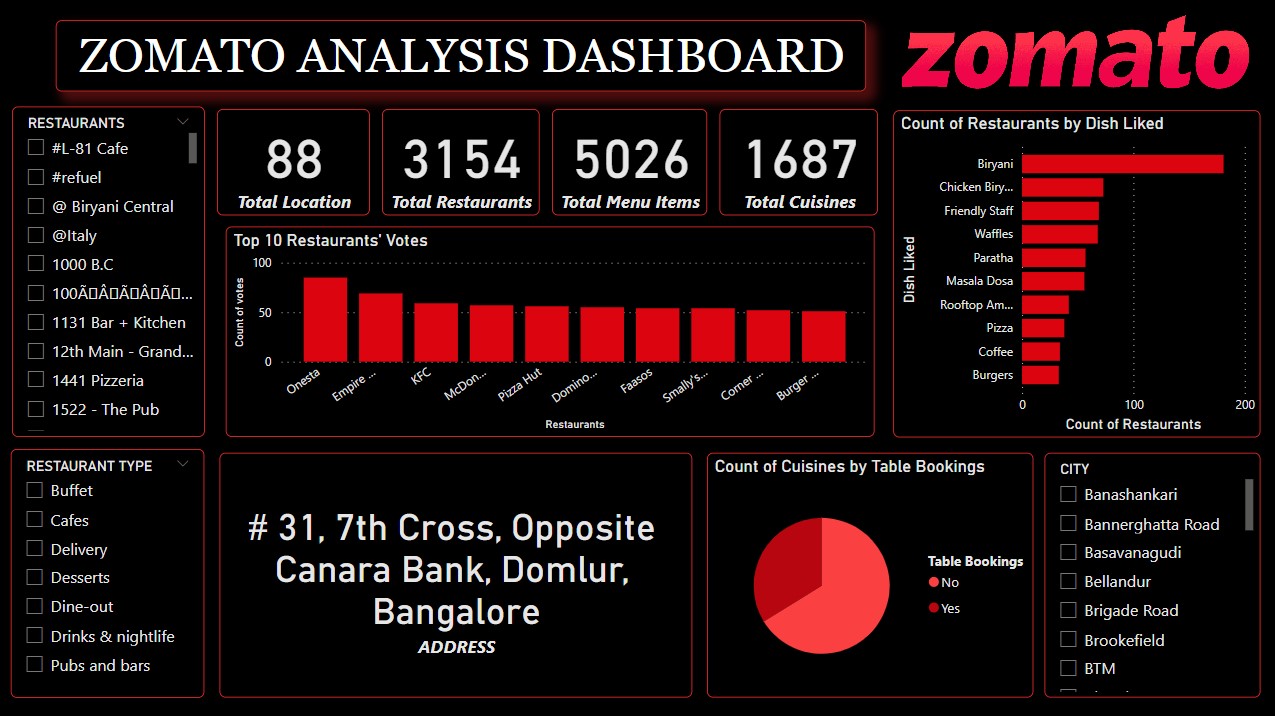 ZOMATO ANALYSIS DASHBOARD
zomato
RESTAURANTS
#L-81 Cafe
#refuel
@ Biryani Central
@Italy
1000 B.C
100
1131 Bar + Kitchen
12th Main - Grand...
1441 Pizzeria
1522 - The Pub
88
Total Location
3154
Total Restaurants
5026
Total Menu Items
1687
Total Cuisines
Top 10 Restaurants' Votes
Count of votes
100
50
0
Onesta
Empire ...
KFC
McDon...
Pizza Hut
Domino...
Faasos
Smally's...
Corner ...
Burger ...
Restaurants
Count of Restaurants by Dish Liked
Dish Liked
Biryani
Chicken Biry...
Friendly Staff
Waffles
Paratha
Masala Dosa
Rooftop Am...
Pizza
Coffee
Burgers
0 100 200
Count of Restaurants
RESTAURANT TYPE
Buffet
Cafes
Delivery
Desserts
Dine-out
Drinks & nightlife
Pubs and bars
# 31, 7th Cross, Opposite
Canara Bank, Domlur,
Bangalore
ADDRESS
Count of Cuisines by Table Bookings
Table Bookings
No
Yes
CITY
Banashankari
Bannerghatta Road
Basavanagudi
Bellandur
Brigade Road
Brookefield
BTM